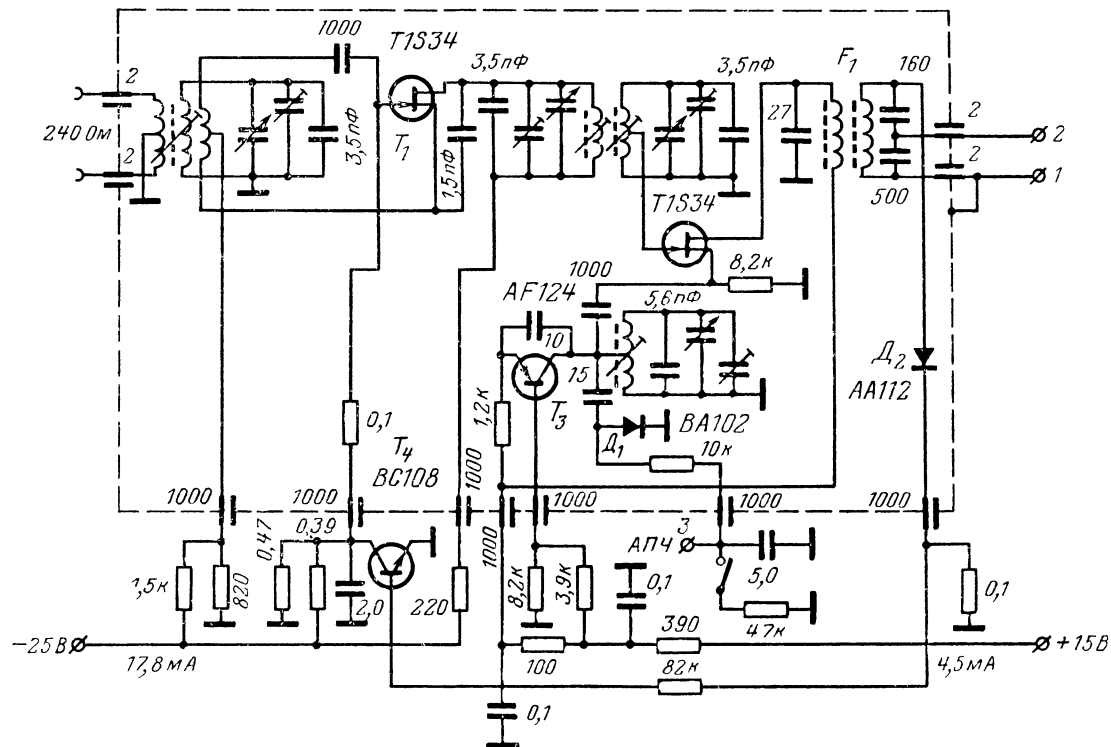 1000
T1S34
3,5пФ
3,5пФ
F₁
160
2
240 Ом
2
3,5пФ
T₁
1,5пФ
27
2
2
2
1
500
T1S34
1000
8,2к
AF124
5,6пФ
10
15
Д₂
AA112
1,2к
T₃
BA102
Д₁
10к
0,1
T₄
BC108
1000
1000
1000
1000
1000
1000
1000
0,47
0,39
3
АПЧ
5,0
1,5к
820
2,0
220
8,2к
3,9к
0,1
47к
0,1
−25В
17,8мА
100
390
82к
4,5мА
+15В
0,1